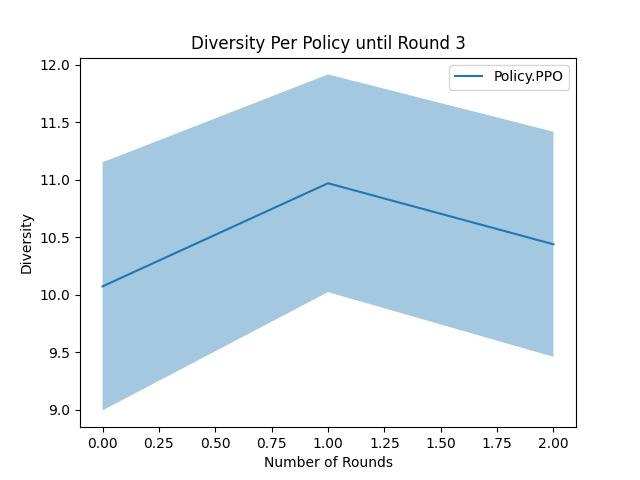 Diversity Per Policy until Round 3
Policy.PPO
Diversity
12.0
11.5
11.0
10.5
10.0
9.5
9.0
0.00 0.25 0.50 0.75 1.00 1.25 1.50 1.75 2.00
Number of Rounds